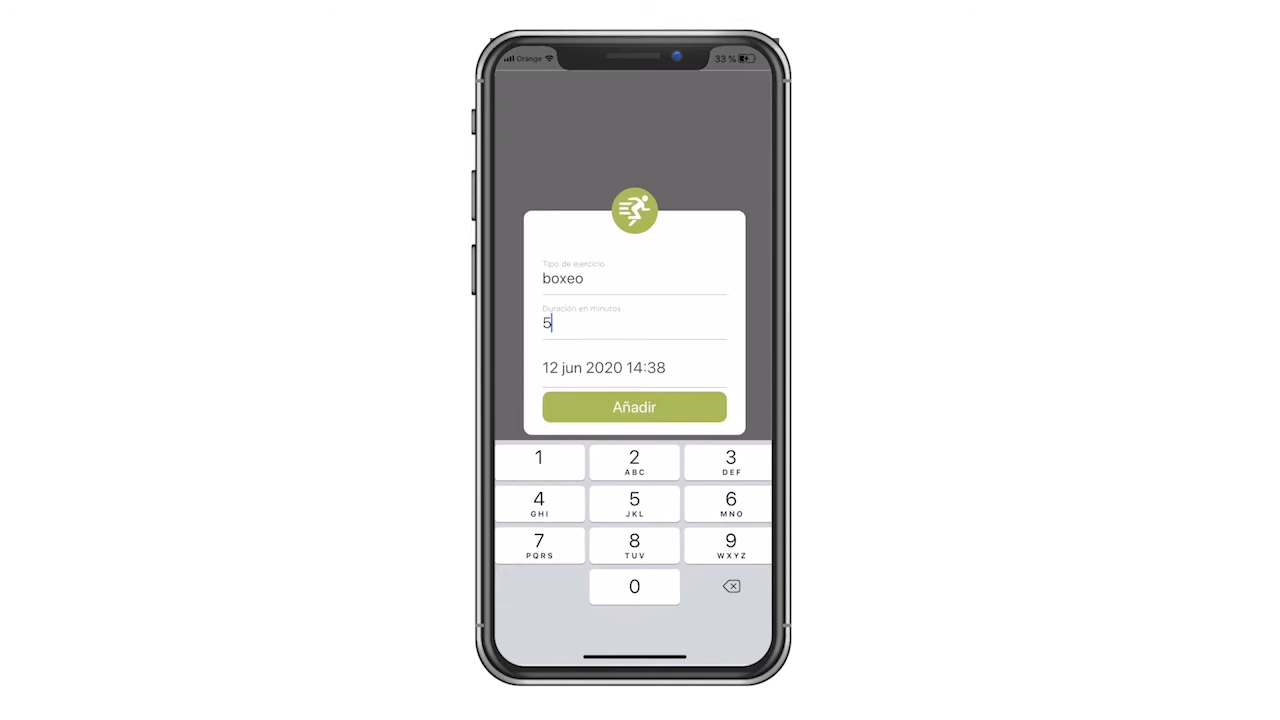 Orange
33 %
Tipo de ejercicio
boxeo
Duración en minutos
5
12 jun 2020 14:38
Añadir
1
2
ABC
3
DEF
4
GHI
5
JKL
6
MNO
7
PQRS
8
TUV
9
WXYZ
0